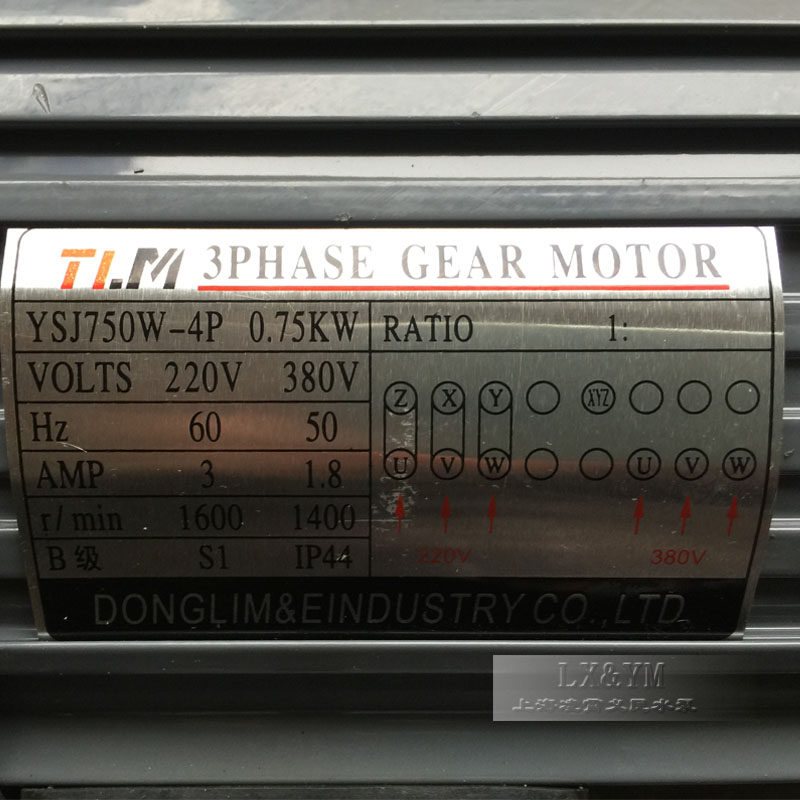 TLM 3PHASE GEAR MOTOR
YSJ750W-4P 0.75KW RATIO 1:
VOLTS 220V 380V
Z X Y XYZ
Hz 60 50
AMP 3 1.8
U V W U V W
r/min 1600 1400
220V 380V
B级 S1 IP44
DONGLIM&EINDUSTRY CO.,LTD.
LX&YM